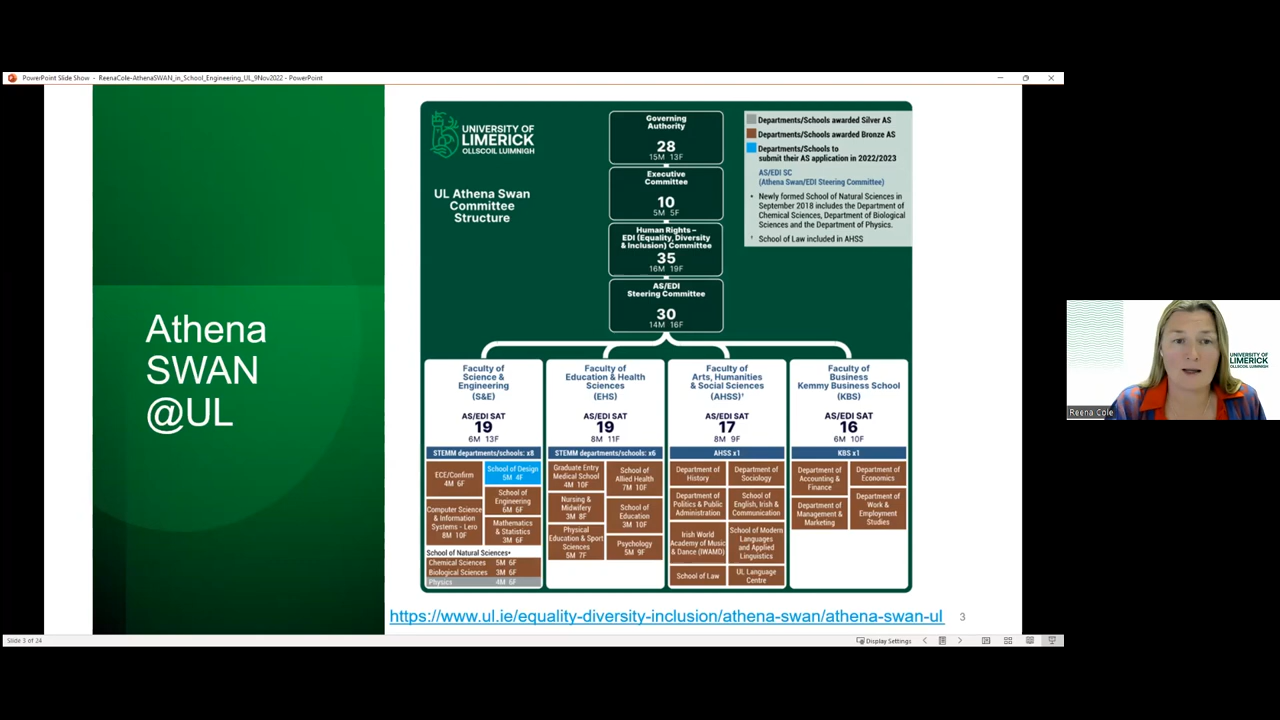 PowerPoint Slide Show - ReenaCole-AthenaSWAN_in_School_Engineering_UL_9Nov2022 - PowerPoint
Athena
SWAN
@UL
UNIVERSITY OF
LIMERICK
OLLSCOIL LUIMNIGH
UL Athena Swan
Committee
Structure
Governing
Authority
28
15M 13F
Executive
Committee
10
5M 5F
Human Rights –
EDI (Equality, Diversity
& Inclusion) Committee
35
16M 19F
AS/EDI
Steering Committee
30
14M 16F
Departments/Schools awarded Silver AS
Departments/Schools awarded Bronze AS
Departments/Schools to
submit their AS application in 2022/2023
AS/EDI SC
(Athena Swan/EDI Steering Committee)
• Newly formed School of Natural Sciences in
September 2018 includes the Department of
Chemical Sciences, Department of Biological
Sciences and the Department of Physics.
† School of Law included in AHSS
Faculty of
Science &
Engineering
(S&E)
AS/EDI SAT
19
6M 13F
STEMM departments/schools: x8
ECE/Confirm
4M 6F
Computer Science
& Information
Systems - Lero
8M 10F
School of Design
5M 4F
School of
Engineering
6M 6F
Mathematics
& Statistics
3M 6F
School of Natural Sciences•
Chemical Sciences 5M 6F
Biological Sciences 3M 6F
Physics 4M 6F
Faculty of
Education & Health
Sciences
(EHS)
AS/EDI SAT
19
8M 11F
STEMM departments/schools: x6
Graduate Entry
Medical School
4M 10F
Nursing &
Midwifery
3M 8F
Physical
Education & Sport
Sciences
5M 7F
School of
Allied Health
7M 10F
School of
Education
3M 10F
Psychology
5M 9F
Faculty of
Arts, Humanities
& Social Sciences
(AHSS)†
AS/EDI SAT
17
8M 9F
AHSS x1
Department of
History
Department of
Politics & Public
Administration
Irish World
Academy of Music
& Dance (IWAMD)
School of Law
Department of
Sociology
School of
English, Irish &
Communication
School of Modern
Languages
and Applied
Linguistics
UL Language
Centre
Faculty of
Business
Kemmy Business School
(KBS)
AS/EDI SAT
16
6M 10F
KBS x1
Department of
Accounting &
Finance
Department of
Management &
Marketing
Department of
Economics
Department of
Work &
Employment
Studies
https://www.ul.ie/equality-diversity-inclusion/athena-swan/athena-swan-ul
3
Slide 3 of 24
Display Settings
UNIVERSITY OF
LIMERICK
OLLSCOIL LUIMNIGH
Reena Cole